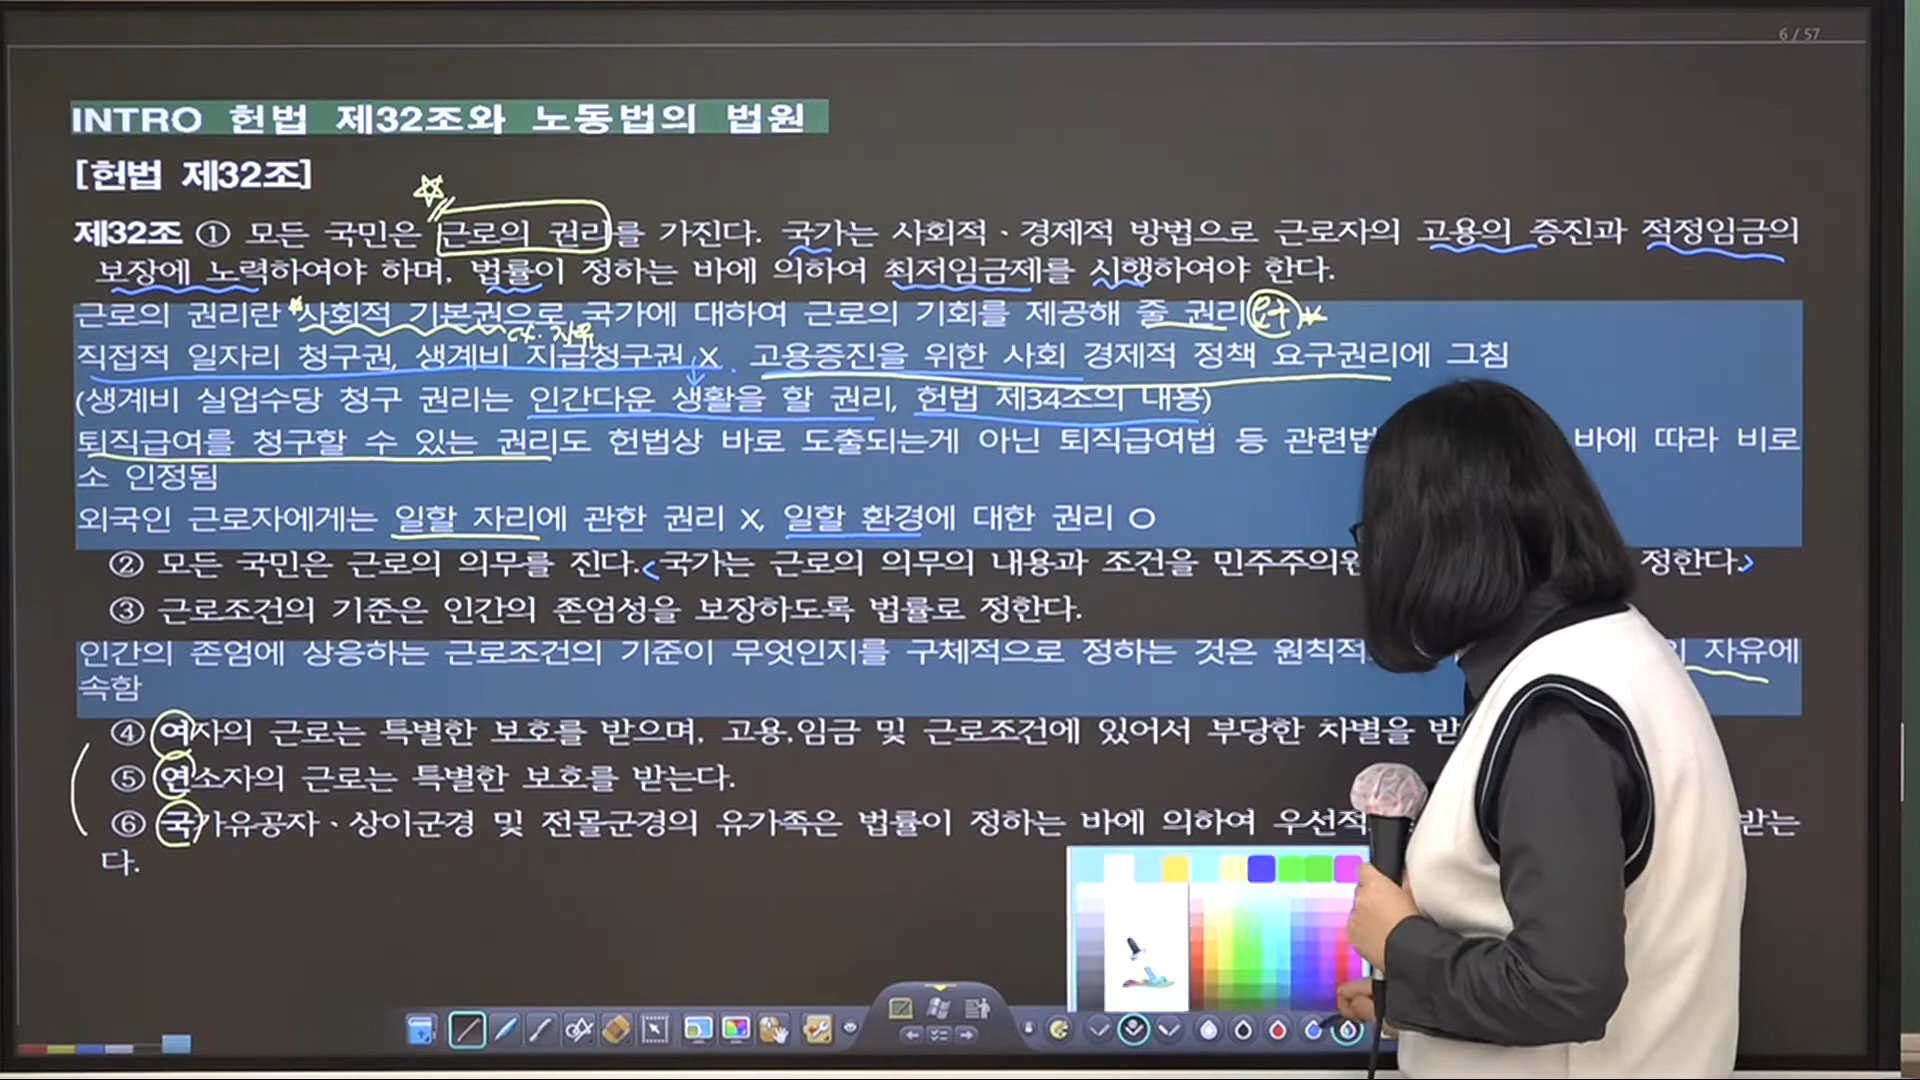 6 / 57
INTRO 헌법 제32조와 노동법의 법원
[헌법 제32조]
제32조 ① 모든 국민은 근로의 권리를 가진다. 국가는 사회적ㆍ경제적 방법으로 근로자의 고용의 증진과 적정임금의
보장에 노력하여야 하며, 법률이 정하는 바에 의하여 최저임금제를 시행하여야 한다.
근로의 권리란 사회적 기본권으로 국가에 대하여 근로의 기회를 제공해 줄 권리
직접적 일자리 청구권, 생계비 지급청구권 X 고용증진을 위한 사회 경제적 정책 요구권리에 그침
(생계비 실업수당 청구 권리는 인간다운 생활을 할 권리, 헌법 제34조의 내용)
퇴직급여를 청구할 수 있는 권리도 헌법상 바로 도출되는게 아닌 퇴직급여법 등 관련법 바에 따라 비로
소 인정됨
외국인 근로자에게는 일할 자리에 관한 권리 X, 일할 환경에 대한 권리 O
② 모든 국민은 근로의 의무를 진다. 국가는 근로의 의무의 내용과 조건을 민주주의원 정한다.
③ 근로조건의 기준은 인간의 존엄성을 보장하도록 법률로 정한다.
인간의 존엄에 상응하는 근로조건의 기준이 무엇인지를 구체적으로 정하는 것은 원칙적 자유에
속함
④ 여자의 근로는 특별한 보호를 받으며, 고용,임금 및 근로조건에 있어서 부당한 차별을 받
⑤ 연소자의 근로는 특별한 보호를 받는다.
⑥ 국가유공자ㆍ상이군경 및 전몰군경의 유가족은 법률이 정하는 바에 의하여 우선적 받는
다.